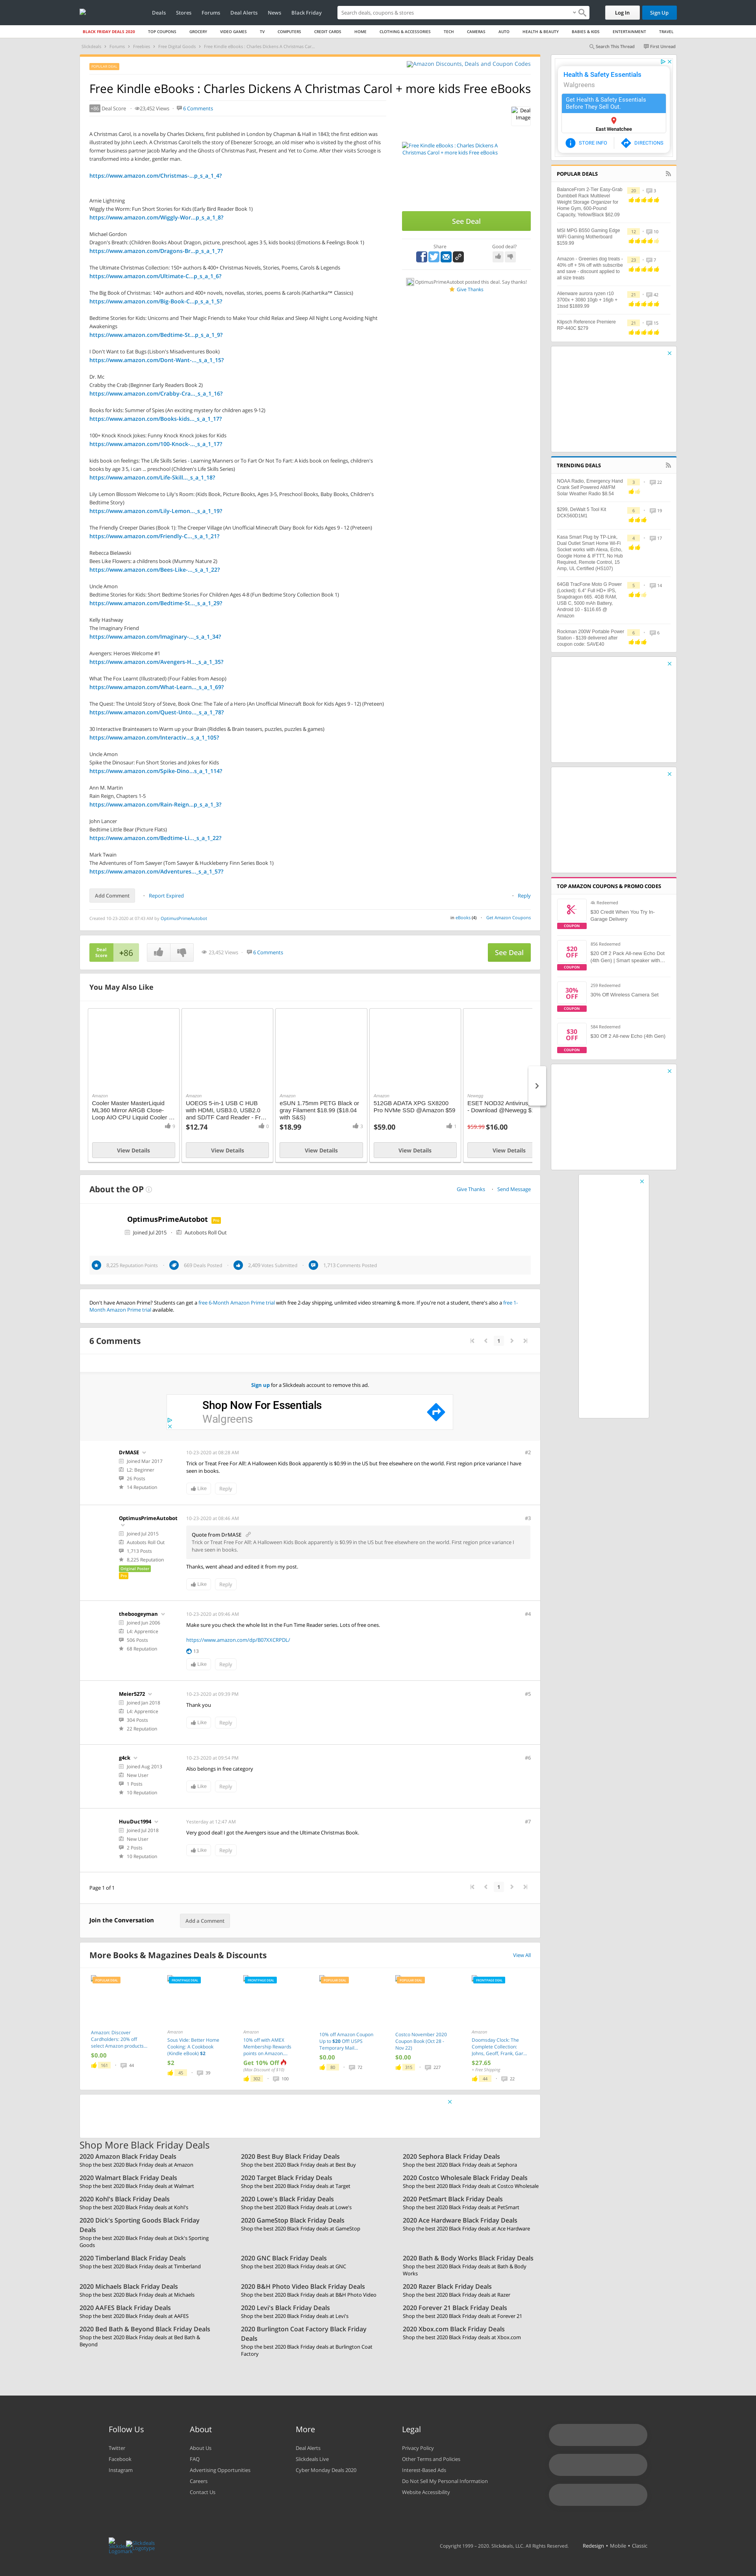 Deals Stores Forums Deal Alerts News Black Friday
Search deals, coupons & stores
Log In Sign Up
BLACK FRIDAY DEALS 2020 TOP COUPONS GROCERY VIDEO GAMES TV COMPUTERS CREDIT CARDS HOME CLOTHING & ACCESSORIES TECH CAMERAS AUTO HEALTH & BEAUTY BABIES & KIDS ENTERTAINMENT TRAVEL
Slickdeals Forums Freebies Free Digital Goods Free Kindle eBooks : Charles Dickens A Christmas Car...
Search This Thread First Unread
Amazon Discounts, Deals and Coupon Codes
Free Kindle eBooks : Charles Dickens A Christmas Carol + more kids Free eBooks
+86 Deal Score 23,452 Views 6 Comments
Deal Image
A Christmas Carol, is a novella by Charles Dickens, first published in London by Chapman & Hall in 1843; the first edition was
illustrated by John Leech. A Christmas Carol tells the story of Ebenezer Scrooge, and old miser who is visited by the ghost of his
former business partner Jacob Marley and the Ghosts of Christmas Past, Present and Yet to Come. After their visits Scrooge is
transformed into a kinder, gentler man.
https://www.amazon.com/Christmas-...p_s_a_1_4?
Free Kindle eBooks : Charles Dickens A Christmas Carol + more kids Free eBooks
See Deal
Share
Good deal?
OptimusPrimeAutobot posted this deal. Say thanks!
Give Thanks
Arnie Lightning
Wiggly the Worm: Fun Short Stories for Kids (Early Bird Reader Book 1)
https://www.amazon.com/Wiggly-Wor...p_s_a_1_8?
Michael Gordon
Dragon's Breath: (Children Books About Dragon, picture dragon, preschool, ages 3 5, kids books) (Emotions & Feelings Book 1)
https://www.amazon.com/Dragons-Br...p_s_a_1_7?
The Ultimate Christmas Collection: 150+ authors & 400+ Christmas Novels, Stories, Poems, Carols & Legends
https://www.amazon.com/Ultimate-C...p_s_a_1_6?
The Big Book of Christmas: 140+ authors and 400+ novels, novellas, stories, poems & carols (Kathartika™ Classics)
https://www.amazon.com/Big-Book-C...p_s_a_1_5?
Bedtime Stories for Kids: Unicorns and Their Magic Friends to Make Your child Relax and Sleep All Night Long Avoiding Night
Awakenings
https://www.amazon.com/Bedtime-St...p_s_a_1_9?
I Don't Want to Eat Bugs (Lisbon's Misadventures Book)
https://www.amazon.com/Dont-Want-..._s_a_1_15?
Dr. Mc
Crabby the Crab (Beginner Early Readers Book 2)
https://www.amazon.com/Crabby-Cra..._s_a_1_16?
Books for kids: Summer of Spies (An exciting mystery for children ages 9-12)
https://www.amazon.com/Books-kids..._s_a_1_17?
100+ Knock Knock Jokes: Funny Knock Knock Jokes for Kids
https://www.amazon.com/100-Knock-..._s_a_1_17?
kids book on feelings: The Life Skills Series - Learning Manners or To Fart Or Not To Fart: A kids book on feelings, children's
books by age 3 5, i can ... preschool (Children's Life Skills Series)
https://www.amazon.com/Life-Skill..._s_a_1_18?
Lily Lemon Blossom Welcome to Lily's Room: (Kids Book, Picture Books, Ages 3-5, Preschool Books, Baby Books, Children's
Bedtime Story)
https://www.amazon.com/Lily-Lemon..._s_a_1_19?
The Friendly Creeper Diaries (Book 1): The Creeper Village (An Unofficial Minecraft Diary Book for Kids Ages 9 - 12 (Preteen)
https://www.amazon.com/Friendly-C..._s_a_1_21?
Rebecca Bielawski
Bees Like Flowers: a childrens book (Mummy Nature 2)
https://www.amazon.com/Bees-Like-..._s_a_1_22?
Uncle Amon
Bedtime Stories for Kids: Short Bedtime Stories For Children Ages 4-8 (Fun Bedtime Story Collection Book 1)
https://www.amazon.com/Bedtime-St..._s_a_1_29?
Kelly Hashway
The Imaginary Friend
https://www.amazon.com/Imaginary-..._s_a_1_34?
Avengers: Heroes Welcome #1
https://www.amazon.com/Avengers-H..._s_a_1_35?
What The Fox Learnt (Illustrated) (Four Fables from Aesop)
https://www.amazon.com/What-Learn..._s_a_1_69?
The Quest: The Untold Story of Steve, Book One: The Tale of a Hero (An Unofficial Minecraft Book for Kids Ages 9 - 12) (Preteen)
https://www.amazon.com/Quest-Unto..._s_a_1_78?
30 Interactive Brainteasers to Warm up your Brain (Riddles & Brain teasers, puzzles, puzzles & games)
https://www.amazon.com/Interactiv...s_a_1_105?
Uncle Amon
Spike the Dinosaur: Fun Short Stories and Jokes for Kids
https://www.amazon.com/Spike-Dino...s_a_1_114?
Ann M. Martin
Rain Reign, Chapters 1-5
https://www.amazon.com/Rain-Reign...p_s_a_1_3?
John Lancer
Bedtime Little Bear (Picture Flats)
https://www.amazon.com/Bedtime-Li..._s_a_1_22?
Mark Twain
The Adventures of Tom Sawyer (Tom Sawyer & Huckleberry Finn Series Book 1)
https://www.amazon.com/Adventures..._s_a_1_57?
Add Comment Report Expired Reply
Created 10-23-2020 at 07:43 AM by OptimusPrimeAutobot
in eBooks (4) Get Amazon Coupons
Deal Score +86 23,452 Views 6 Comments See Deal
You May Also Like
Amazon
Cooler Master MasterLiquid ML360 Mirror ARGB Close-Loop AIO CPU Liquid Cooler ...
View Details
Amazon
UOEOS 5-in-1 USB C HUB with HDMI, USB3.0, USB2.0 and SD/TF Card Reader - Fr...
$12.74
View Details
Amazon
eSUN 1.75mm PETG Black or gray Filament $18.99 ($18.04 with S&S)
$18.99
View Details
Amazon
512GB ADATA XPG SX8200 Pro NVMe SSD @Amazon $59
$59.00
View Details
Newegg
ESET NOD32 Antivirus
- Download @Newegg $
$59.99 $16.00
View Details
About the OP
Give Thanks Send Message
OptimusPrimeAutobot Pro
Joined Jul 2015 Autobots Roll Out
8,225 Reputation Points 669 Deals Posted 2,409 Votes Submitted 1,713 Comments Posted
Don't have Amazon Prime? Students can get a free 6-Month Amazon Prime trial with free 2-day shipping, unlimited video streaming & more. If you're not a student, there's also a free 1-
Month Amazon Prime trial available.
6 Comments
1
Sign up for a Slickdeals account to remove this ad.
Shop Now For Essentials
Walgreens
DrMASE
Joined Mar 2017
L2: Beginner
26 Posts
14 Reputation
10-23-2020 at 08:28 AM #2
Trick or Treat Free For All!: A Halloween Kids Book apparently is $0.99 in the US but free elsewhere on the world. First region price variance I have
seen in books.
Like Reply
OptimusPrimeAutobot
Joined Jul 2015
Autobots Roll Out
1,713 Posts
8,225 Reputation
Original Poster
Pro
10-23-2020 at 08:46 AM #3
Quote from DrMASE
Trick or Treat Free For All!: A Halloween Kids Book apparently is $0.99 in the US but free elsewhere on the world. First region price variance I
have seen in books.
Thanks, went ahead and edited it from my post.
Like Reply
theboogeyman
Joined Jan 2006
L4: Apprentice
506 Posts
68 Reputation
10-23-2020 at 09:46 AM #4
Make sure you check the whole list in the Fun Time Reader series. Lots of free ones.
https://www.amazon.com/dp/B07XXCRPDL/
13
Like Reply
Meier5272
Joined Jan 2018
L4: Apprentice
304 Posts
22 Reputation
10-23-2020 at 09:39 PM #5
Thank you
Like Reply
g4ck
Joined Aug 2013
New User
1 Posts
10 Reputation
10-23-2020 at 09:54 PM #6
Also belongs in free category
Like Reply
HuuDuc1994
Joined Jul 2018
New User
2 Posts
10 Reputation
Yesterday at 12:47 AM #7
Very good deal! I got the Avengers issue and the Ultimate Christmas Book.
Like Reply
Page 1 of 1
1
Join the Conversation Add a Comment
More Books & Magazines Deals & Discounts
View All
Amazon: Discover Cardholders: 20% off select Amazon products...
$0.00
161 44
Amazon
Sous Vide: Better Home Cooking: A Cookbook (Kindle eBook) $2
$2
45 39
Amazon
10% off with AMEX Membership Rewards points on Amazon...
Get 10% Off
(Max Discount of $15)
302 100
10% off Amazon Coupon Up to $20 Off! USPS Temporary Mail...
$0.00
80 72
Costco November 2020 Coupon Book (Oct 28 - Nov 22)
$0.00
315 227
Amazon
Doomsday Clock: The Complete Collection: Johns, Geoff, Frank, Gar...
$27.65
+ Free Shipping
44 22
Shop More Black Friday Deals
2020 Amazon Black Friday Deals
Shop the best 2020 Black Friday deals at Amazon
2020 Best Buy Black Friday Deals
Shop the best 2020 Black Friday deals at Best Buy
2020 Sephora Black Friday Deals
Shop the best 2020 Black Friday deals at Sephora
2020 Walmart Black Friday Deals
Shop the best 2020 Black Friday deals at Walmart
2020 Target Black Friday Deals
Shop the best 2020 Black Friday deals at Target
2020 Costco Wholesale Black Friday Deals
Shop the best 2020 Black Friday deals at Costco Wholesale
2020 Kohl's Black Friday Deals
Shop the best 2020 Black Friday deals at Kohl's
2020 Lowe's Black Friday Deals
Shop the best 2020 Black Friday deals at Lowe's
2020 PetSmart Black Friday Deals
Shop the best 2020 Black Friday deals at PetSmart
2020 Dick's Sporting Goods Black Friday Deals
Shop the best 2020 Black Friday deals at Dick's Sporting Goods
2020 GameStop Black Friday Deals
Shop the best 2020 Black Friday deals at GameStop
2020 Ace Hardware Black Friday Deals
Shop the best 2020 Black Friday deals at Ace Hardware
2020 Timberland Black Friday Deals
Shop the best 2020 Black Friday deals at Timberland
2020 GNC Black Friday Deals
Shop the best 2020 Black Friday deals at GNC
2020 Bath & Body Works Black Friday Deals
Shop the best 2020 Black Friday deals at Bath & Body Works
2020 Michaels Black Friday Deals
Shop the best 2020 Black Friday deals at Michaels
2020 B&H Photo Video Black Friday Deals
Shop the best 2020 Black Friday deals at B&H Photo Video
2020 Razer Black Friday Deals
Shop the best 2020 Black Friday deals at Razer
2020 AAFES Black Friday Deals
Shop the best 2020 Black Friday deals at AAFES
2020 Levi's Black Friday Deals
Shop the best 2020 Black Friday deals at Levi's
2020 Forever 21 Black Friday Deals
Shop the best 2020 Black Friday deals at Forever 21
2020 Bed Bath & Beyond Black Friday Deals
Shop the best 2020 Black Friday deals at Bed Bath & Beyond
2020 Burlington Coat Factory Black Friday Deals
Shop the best 2020 Black Friday deals at Burlington Coat Factory
2020 Xbox.com Black Friday Deals
Shop the best 2020 Black Friday deals at Xbox.com
Health & Safety Essentials
Walgreens
Get Health & Safety Essentials
Before They Sell Out.
East Wenatchee
STORE INFO DIRECTIONS
POPULAR DEALS
BalanceFrom 2-Tier Easy-Grab Dumbbell Rack Multilevel Weight Storage Organizer for Home Gym, 600-Pound Capacity, Yellow/Black $62.09
20 3
MSI MPG B550 Gaming Edge WiFi Gaming Motherboard $159.99
12 10
Amazon - Greenies dog treats - 40% off + 5% off with subscribe and save - discount applied to all size treats
23 7
Alienware aurora ryzen r10 3700x + 3080 10gb + 16gb + 1tssd $1889.99
21 42
Klipsch Reference Premiere RP-440C $279
21 15
TRENDING DEALS
NOAA Radio, Emergency Hand Crank Self Powered AM/FM Solar Weather Radio $8.54
3 22
$299, DeWalt 5 Tool Kit DCK560D1M1
4 19
Kasa Smart Plug by TP-Link, Dual Outlet Smart Home Wi-Fi Socket works with Alexa, Echo, Google Home & IFTTT, No Hub Required, Remote Control, 15 Amp, UL Certified (HS107)
4 17
64GB TracFone Moto G Power (Locked): 6.4" Full HD+ IPS, Snapdragon 665, 4GB RAM, USB C, 5000 mAh Battery, Android 10 - $116.65 @ Amazon
5 14
Rockman 200W Portable Power Station - $139 delivered after coupon code: SAVE40
6 6
TOP AMAZON COUPONS & PROMO CODES
4k Redeemed
$30 Credit When You Try In-Garage Delivery
COUPON
$20 OFF
856 Redeemed
$20 Off 2 Pack All-new Echo Dot (4th Gen) | Smart speaker with...
COUPON
30% OFF
259 Redeemed
30% Off Wireless Camera Set
COUPON
$30 OFF
584 Redeemed
$30 Off 2 All-new Echo (4th Gen)
COUPON
Follow Us
Twitter
Facebook
Instagram
About
About Us
FAQ
Advertising Opportunities
Careers
Contact Us
More
Deal Alerts
Slickdeals Live
Cyber Monday Deals 2020
Legal
Privacy Policy
Other Terms and Policies
Interest-Based Ads
Do Not Sell My Personal Information
Website Accessibility
Slickdeals Logomark Slickdeals Logotype
Copyright 1999 – 2020. Slickdeals, LLC. All Rights Reserved. Redesign • Mobile • Classic